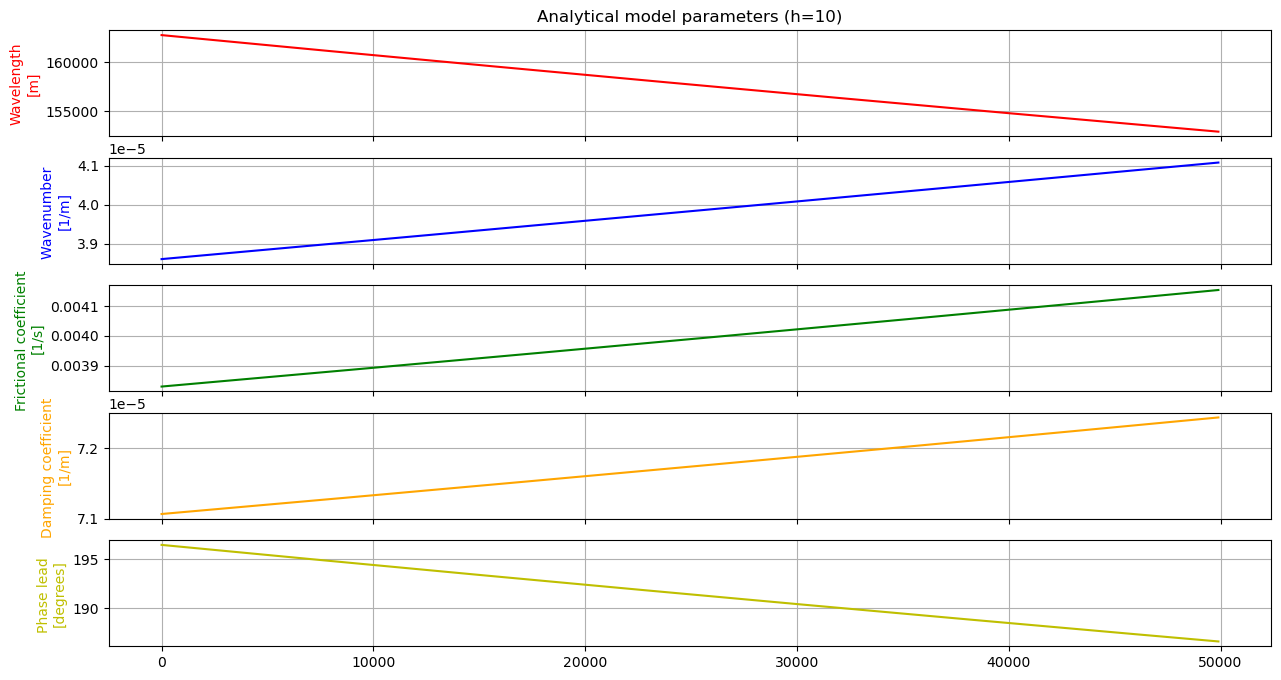 Analytical model parameters (h=10)
Wavelength
[m]
160000
155000
1e−5
Wavenumber
[1/m]
4.1
4.0
3.9
Frictional coefficient
[1/s]
0.0041
0.0040
0.0039
1e−5
Damping coefficient
[1/m]
7.2
7.1
Phase lead
[degrees]
195
190
0 10000 20000 30000 40000 50000